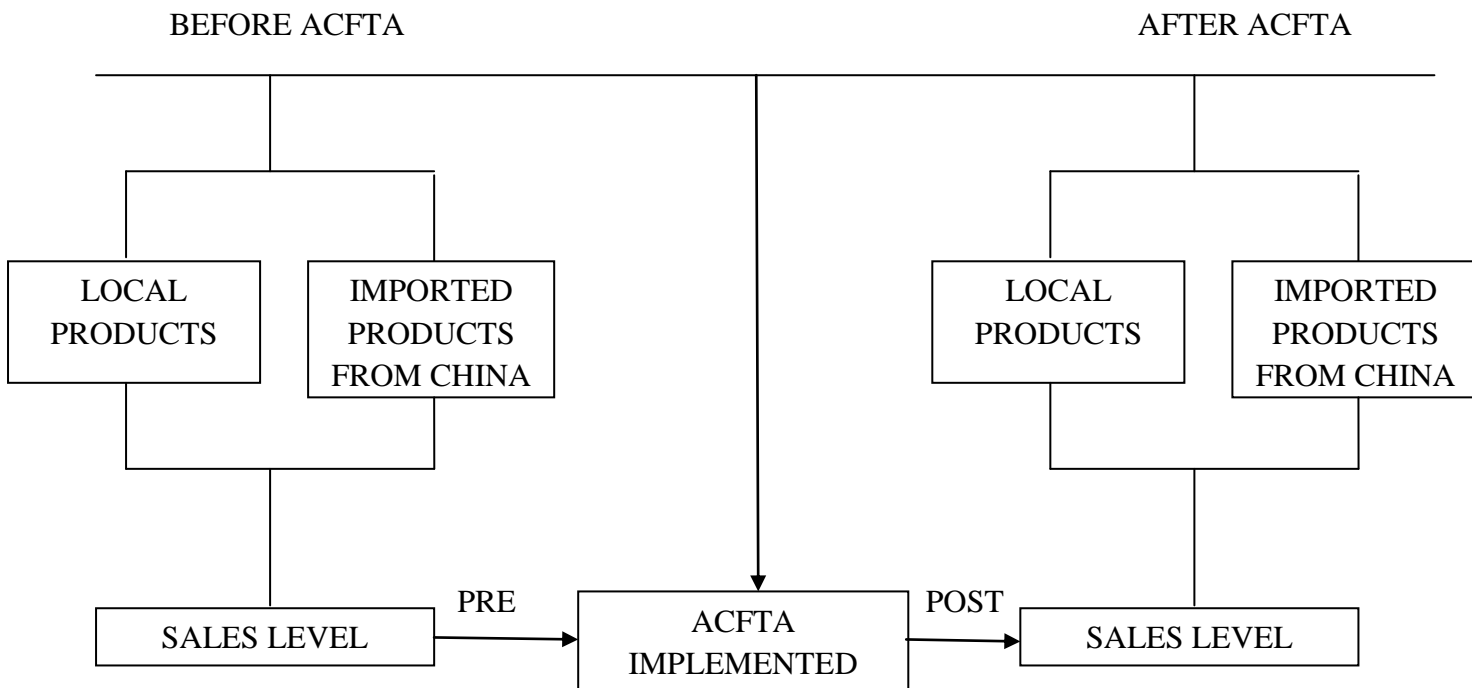 BEFORE ACFTA
AFTER ACFTA
LOCAL
PRODUCTS
IMPORTED
PRODUCTS
FROM CHINA
LOCAL
PRODUCTS
IMPORTED
PRODUCTS
FROM CHINA
SALES LEVEL
PRE
ACFTA
IMPLEMENTED
POST
SALES LEVEL